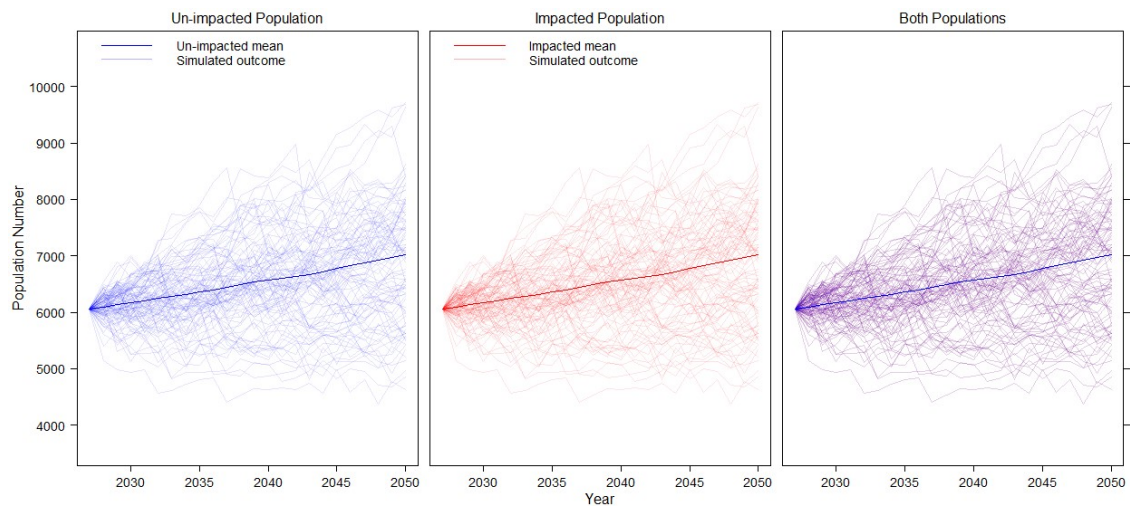 Un-impacted Population
Impacted Population
Both Populations
Un-impacted mean
Simulated outcome
Impacted mean
Simulated outcome
Population Number
10000
9000
8000
7000
6000
5000
4000
2030 2035 2040 2045 2050
2030 2035 2040 2045 2050
2030 2035 2040 2045 2050
Year